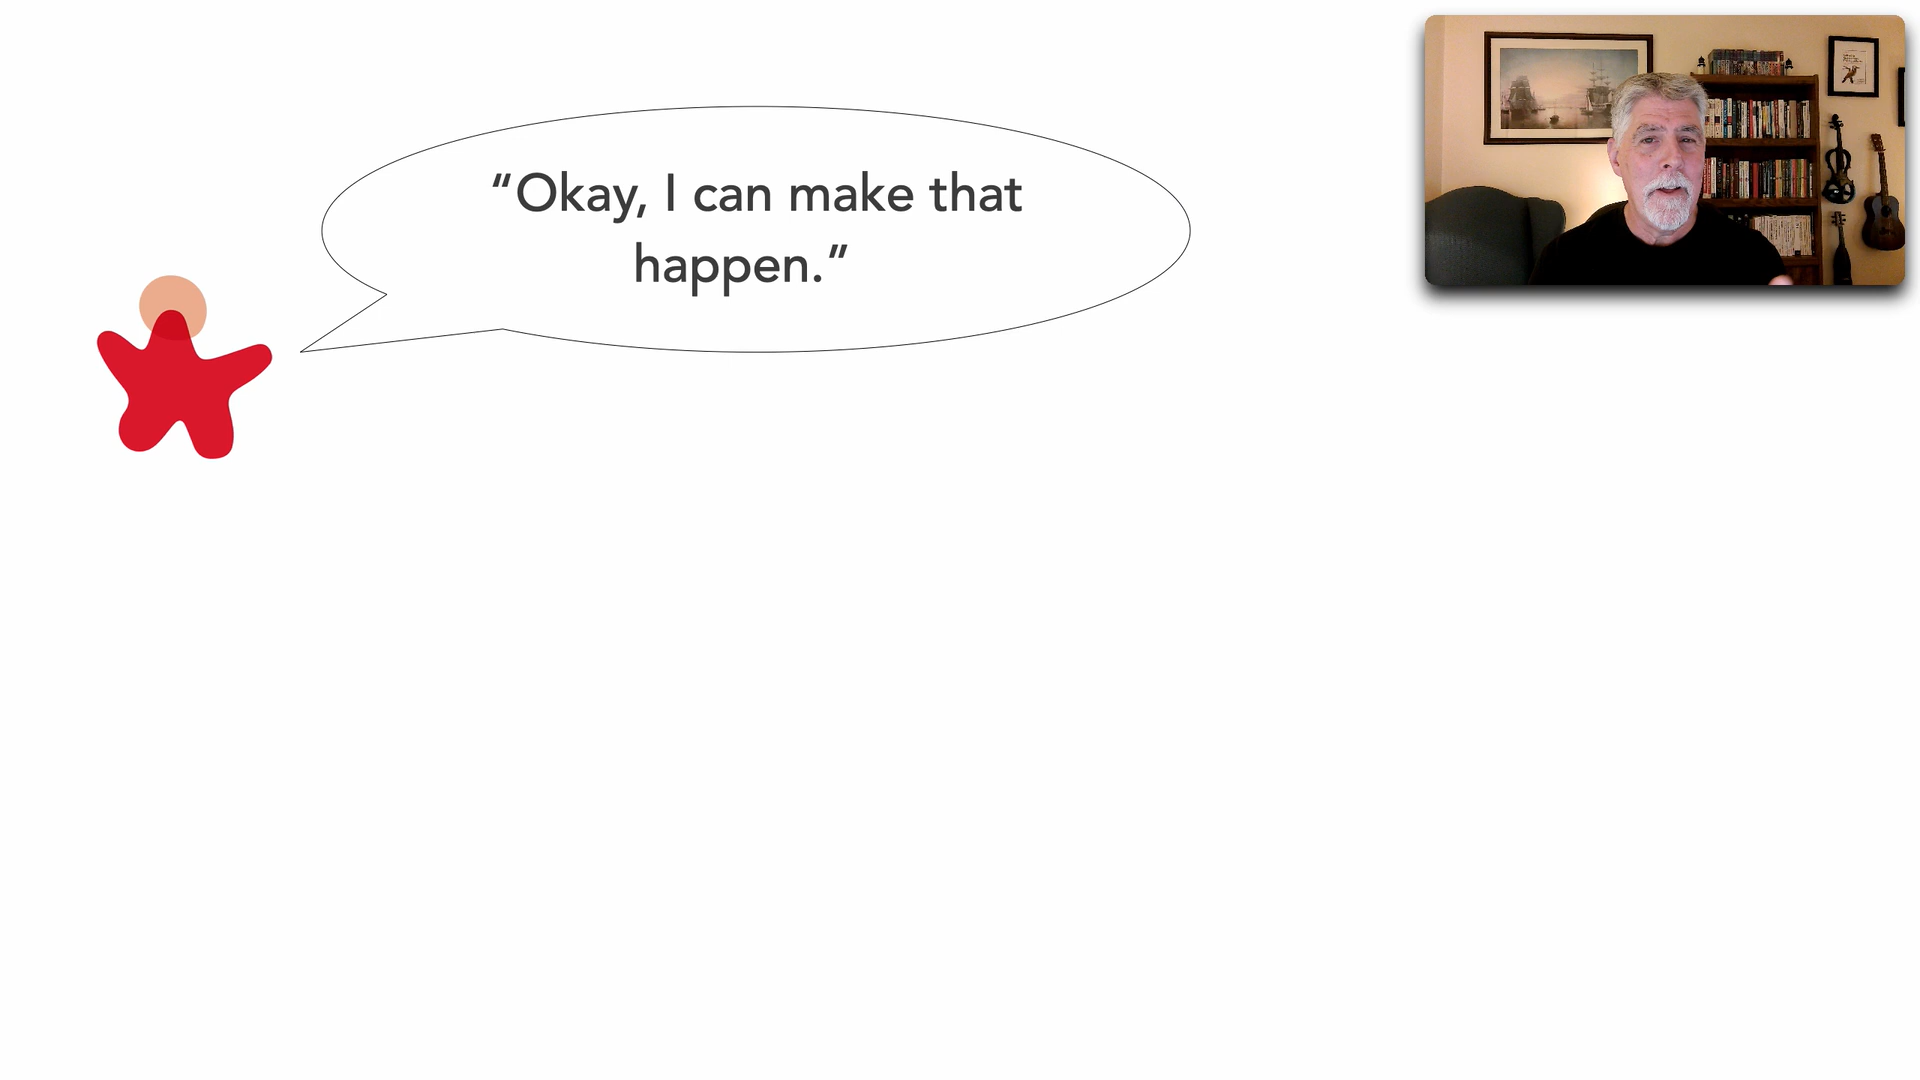 “Okay, I can make that
happen.”